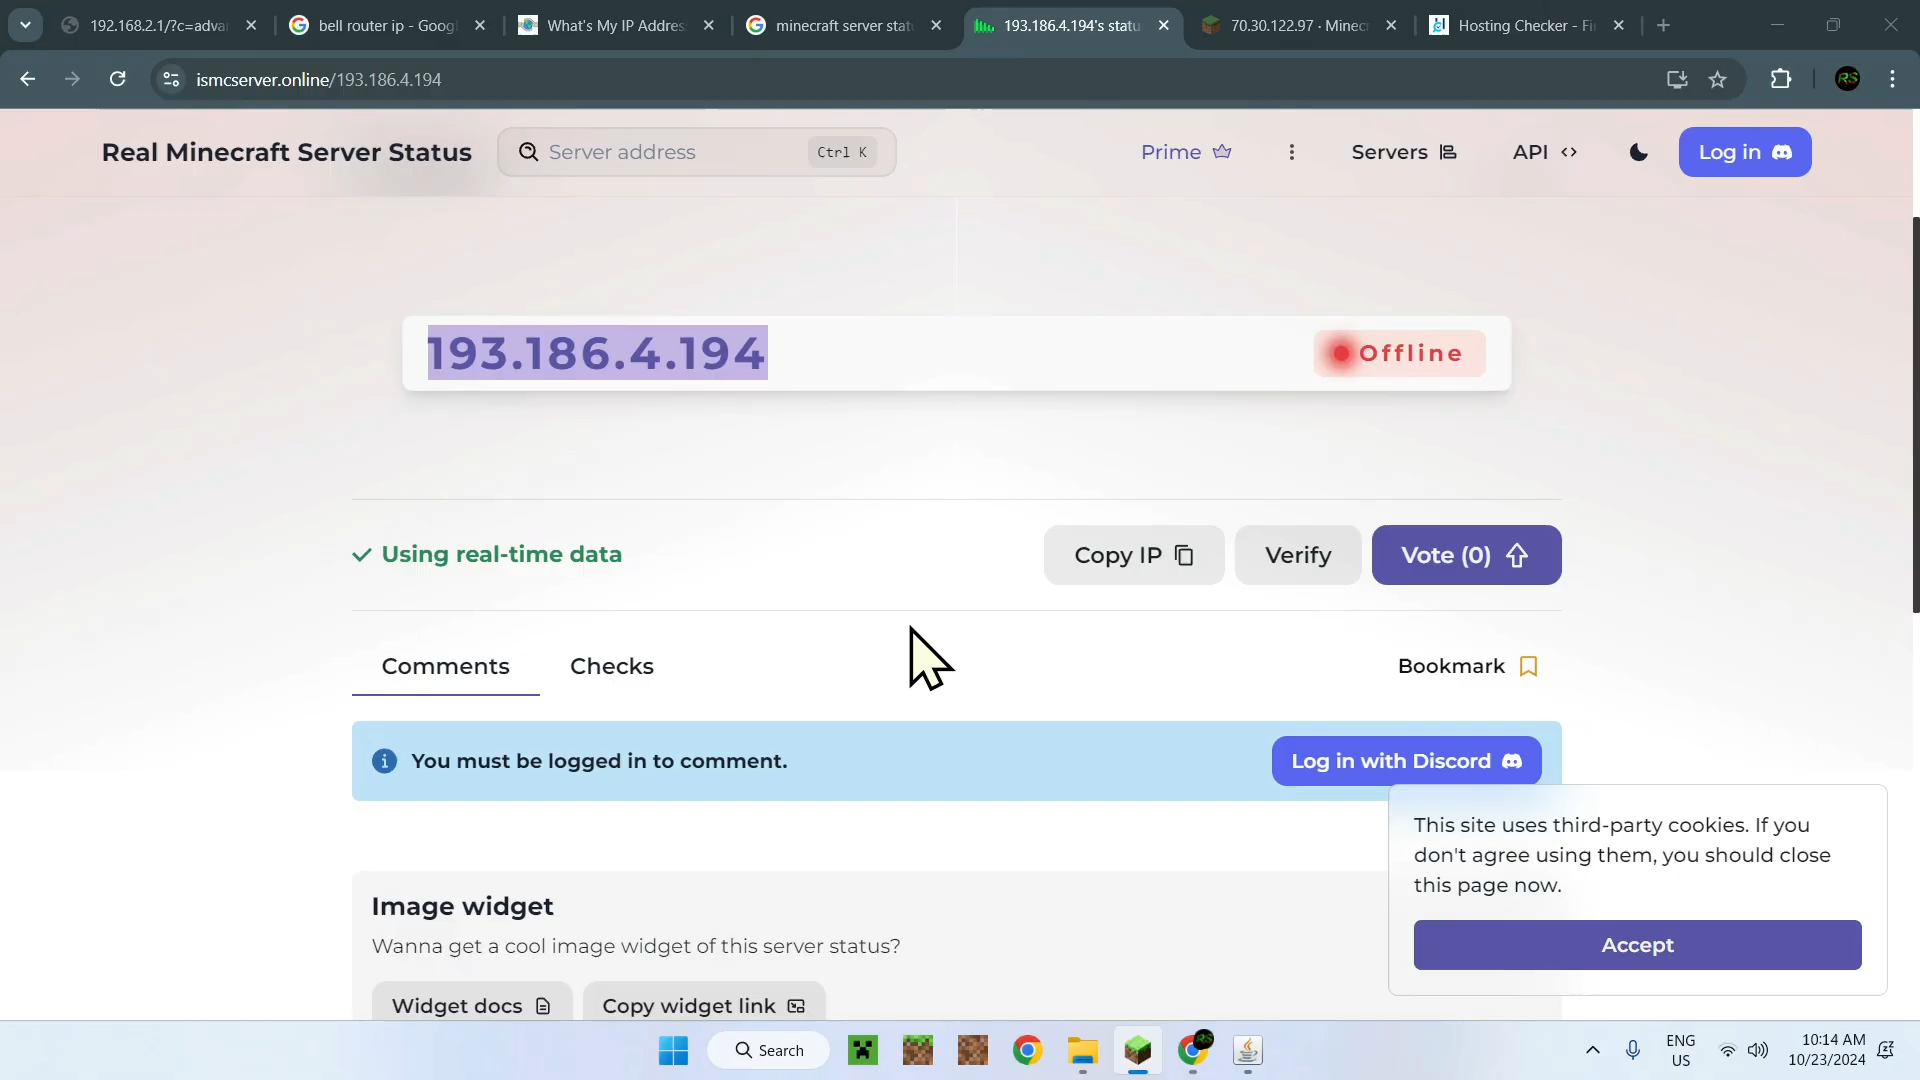 192.168.2.1/?c=adva
bell router ip - Goog
What's My IP Addres
minecraft server stat
193.186.4.194's statu
70.30.122.97 · Minec
Hosting Checker - Fi
ismcserver.online/193.186.4.194
RS
Real Minecraft Server Status
Server address
Ctrl K
Prime
Servers
API
Log in
193.186.4.194
Offline
Using real-time data
Copy IP
Verify
Vote (0)
Comments
Checks
Bookmark
You must be logged in to comment.
Log in with Discord
This site uses third-party cookies. If you
don't agree using them, you should close
this page now.
Accept
Image widget
Wanna get a cool image widget of this server status?
Widget docs
Copy widget link
Search
RS
ENG
US
10:14 AM
10/23/2024